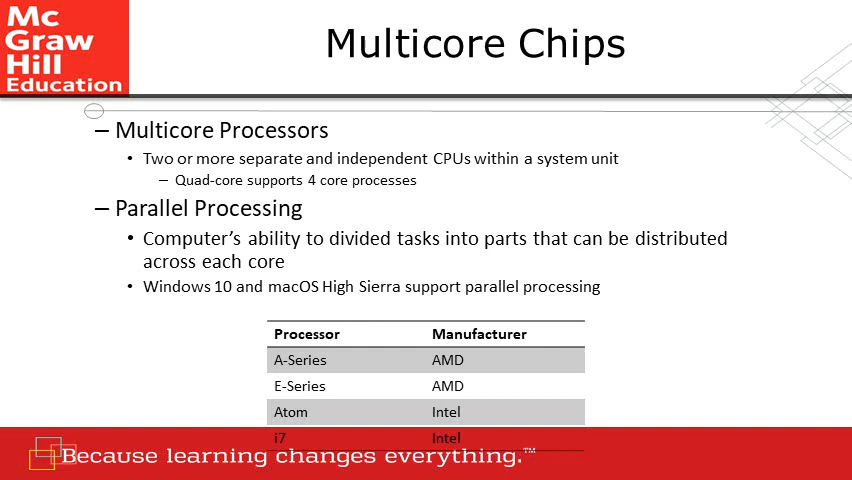 Mc
Graw
Hill
Education
Multicore Chips
– Multicore Processors
• Two or more separate and independent CPUs within a system unit
– Quad-core supports 4 core processes
– Parallel Processing
• Computer's ability to divided tasks into parts that can be distributed
across each core
• Windows 10 and macOS High Sierra support parallel processing
Processor Manufacturer
A-Series AMD
E-Series AMD
Atom Intel
i7 Intel
Because learning changes everything.™